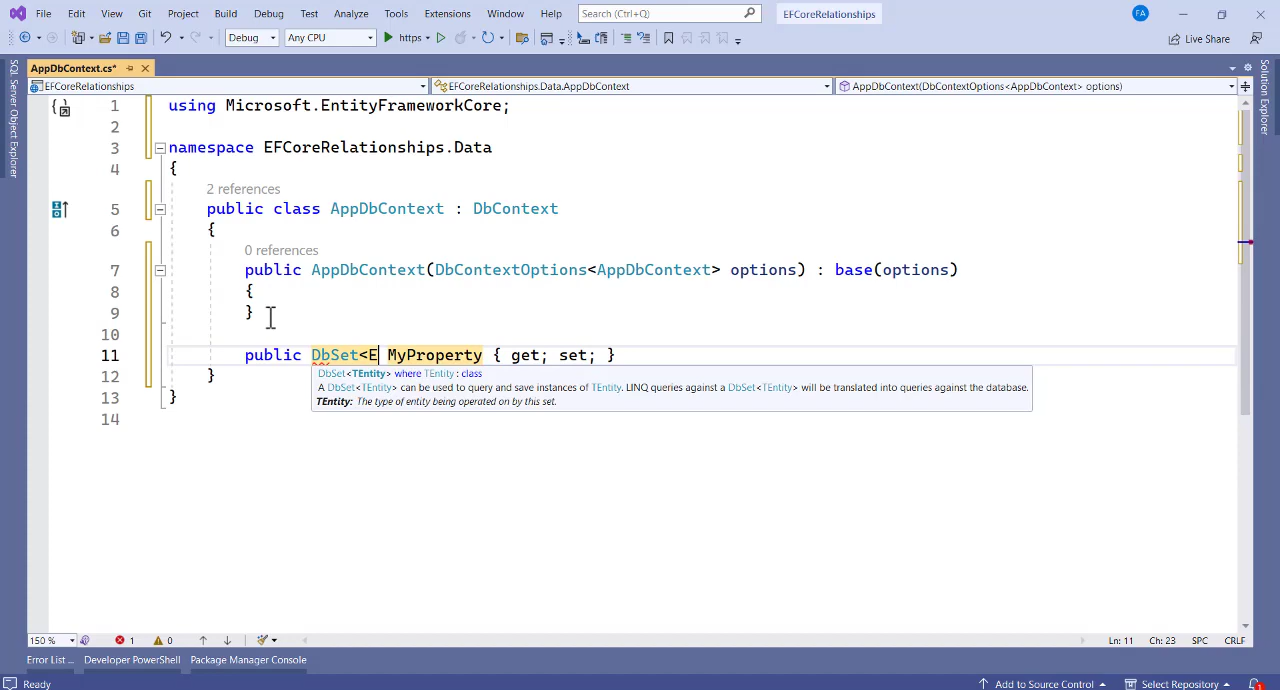 File Edit View Git Project Build Debug Test Analyze Tools Extensions Window Help Search (Ctrl+Q) EFCoreRelationships FA
Debug Any CPU https Live Share
AppDbContext.cs*
EFCoreRelationships EFCoreRelationships.Data.AppDbContext AppDbContext(DbContextOptions<AppDbContext> options)
SQL Server Object Explorer
Solution Explorer
1 using Microsoft.EntityFrameworkCore;
2
3 namespace EFCoreRelationships.Data
4 {
2 references
5 public class AppDbContext : DbContext
6 {
0 references
7 public AppDbContext(DbContextOptions<AppDbContext> options) : base(options)
8 {
9 }
10
11 public DbSet<E MyProperty { get; set; }
DbSet<TEntity> where TEntity : class
A DbSet<TEntity> can be used to query and save instances of TEntity. LINQ queries against a DbSet<TEntity> will be translated into queries against the database.
TEntity: The type of entity being operated on by this set.
12 }
13 }
14
150 % 1 0 Ln: 11 Ch: 23 SPC CRLF
Error List ... Developer PowerShell Package Manager Console
Ready Add to Source Control Select Repository 1